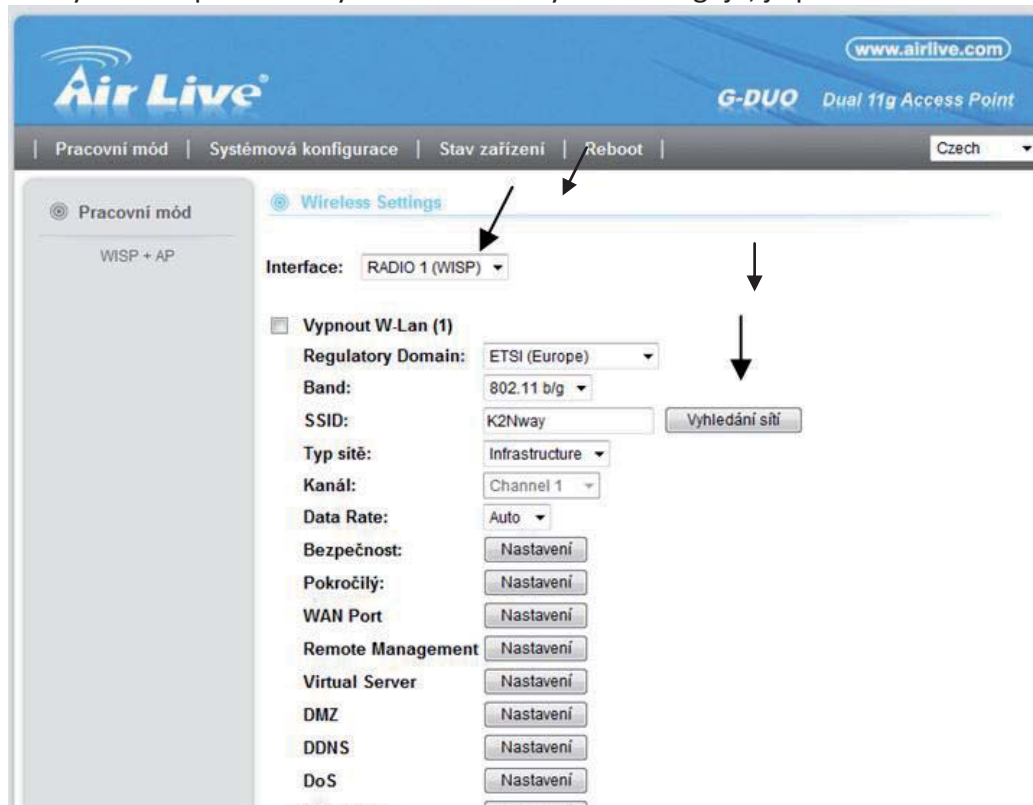 www.airlive.com
Air Live®
G-DUO Dual 11g Access Point
| Pracovní mód | Systémová konfigurace | Stav zařízení | Reboot | Czech
Pracovní mód
WISP + AP
Wireless Settings
Interface: RADIO 1 (WISP)
Vypnout W-Lan (1)
Regulatory Domain: ETSI (Europe)
Band: 802.11 b/g
SSID: K2Nway Vyhledání sítí
Typ sítě: Infrastructure
Kanál: Channel 1
Data Rate: Auto
Bezpečnost: Nastavení
Pokročilý: Nastavení
WAN Port Nastavení
Remote Management Nastavení
Virtual Server Nastavení
DMZ Nastavení
DDNS Nastavení
DoS Nastavení